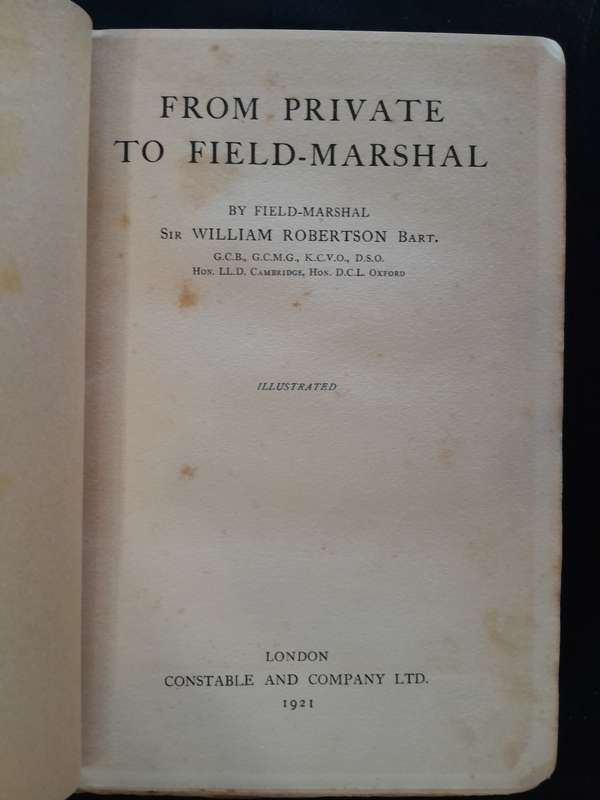 FROM PRIVATE
TO FIELD-MARSHAL
BY FIELD-MARSHAL
SIR WILLIAM ROBERTSON BART.
G.C.B., G.C.M.G., K.C.V.O., D.S.O.
HON. LL.D. CAMBRIDGE, HON. D.C.L. OXFORD
ILLUSTRATED
LONDON
CONSTABLE AND COMPANY LTD.
1921